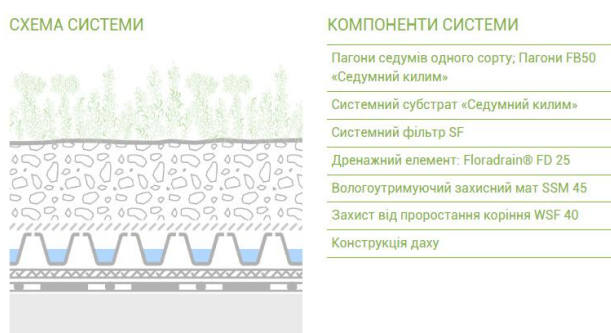 СХЕМА СИСТЕМИ
КОМПОНЕНТИ СИСТЕМИ
Пагони седумів одного сорту; Пагони FB50
«Седумний килим»
Системний субстрат «Седумний килим»
Системний фільтр SF
Дренажний елемент: Floradrain® FD 25
Вологоутримуючий захисний мат SSM 45
Захист від проростання коріння WSF 40
Конструкція даху